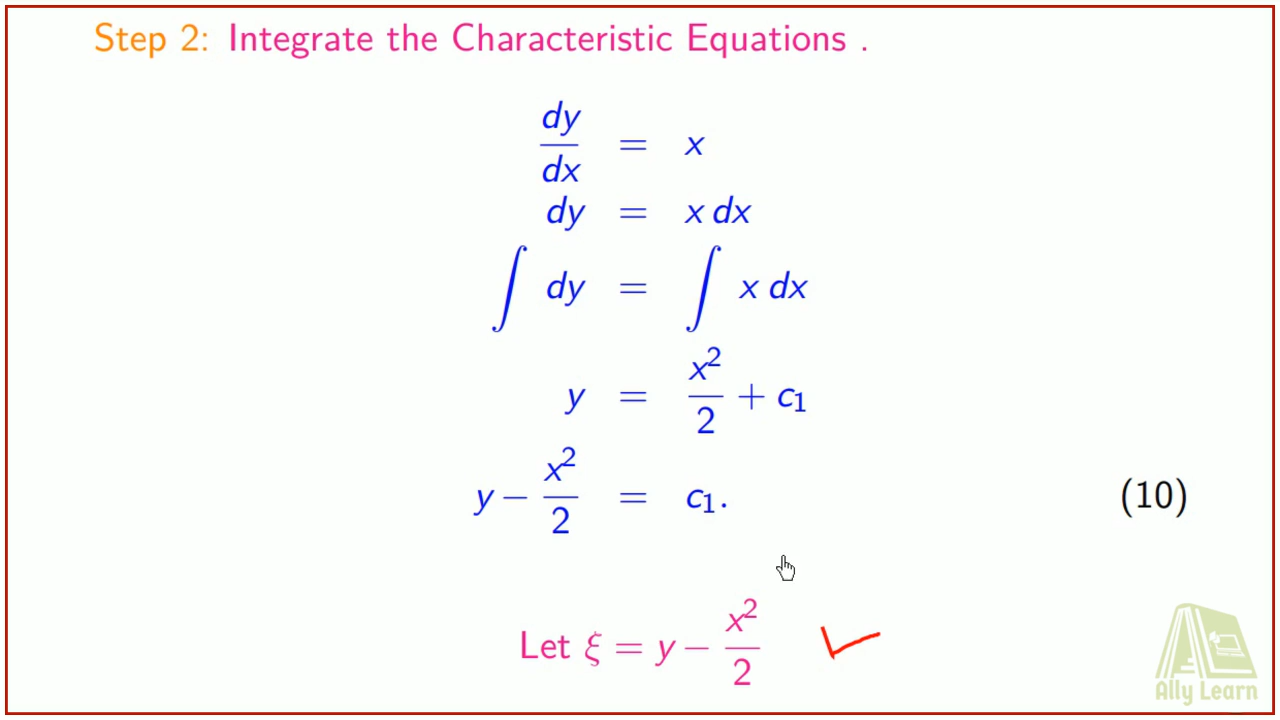 Step 2: Integrate the Characteristic Equations .
dy/dx = x
dy = x dx
∫ dy = ∫ x dx
y = x²/2 + c₁
y − x²/2 = c₁. (10)
Let ξ = y − x²/2
Ally Learn